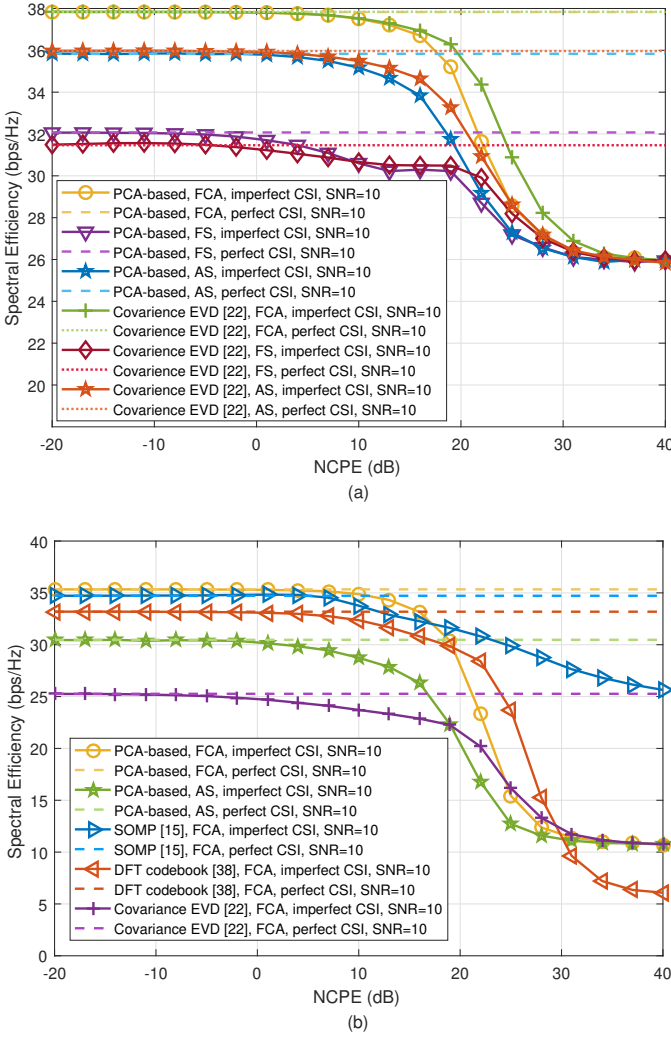 38
36
34
32
30
28
26
24
22
20
Spectral Efficiency (bps/Hz)
PCA-based, FCA, imperfect CSI, SNR=10
PCA-based, FCA, perfect CSI, SNR=10
PCA-based, FS, imperfect CSI, SNR=10
PCA-based, FS, perfect CSI, SNR=10
PCA-based, AS, imperfect CSI, SNR=10
PCA-based, AS, perfect CSI, SNR=10
Covarience EVD [22], FCA, imperfect CSI, SNR=10
Covarience EVD [22], FCA, perfect CSI, SNR=10
Covarience EVD [22], FS, imperfect CSI, SNR=10
Covarience EVD [22], FS, perfect CSI, SNR=10
Covarience EVD [22], AS, imperfect CSI, SNR=10
Covarience EVD [22], AS, perfect CSI, SNR=10
-20 -10 0 10 20 30 40
NCPE (dB)
(a)
40
35
30
25
20
15
10
5
0
Spectral Efficiency (bps/Hz)
PCA-based, FCA, imperfect CSI, SNR=10
PCA-based, FCA, perfect CSI, SNR=10
PCA-based, AS, imperfect CSI, SNR=10
PCA-based, AS, perfect CSI, SNR=10
SOMP [15], FCA, imperfect CSI, SNR=10
SOMP [15], FCA, perfect CSI, SNR=10
DFT codebook [38], FCA, imperfect CSI, SNR=10
DFT codebook [38], FCA, perfect CSI, SNR=10
Covariance EVD [22], FCA, imperfect CSI, SNR=10
Covariance EVD [22], FCA, perfect CSI, SNR=10
-20 -10 0 10 20 30 40
NCPE (dB)
(b)